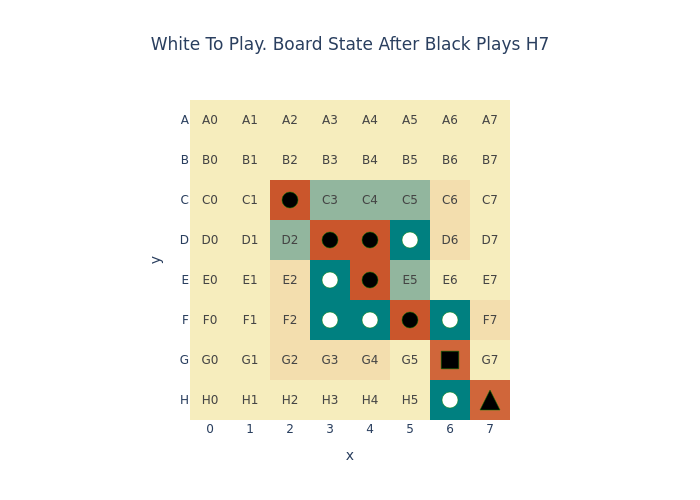 White To Play. Board State After Black Plays H7
A A0 A1 A2 A3 A4 A5 A6 A7
B B0 B1 B2 B3 B4 B5 B6 B7
C C0 C1 C3 C4 C5 C6 C7
D D0 D1 D2 D6 D7
y
E E0 E1 E2 E5 E6 E7
F F0 F1 F2 F7
G G0 G1 G2 G3 G4 G5 G7
H H0 H1 H2 H3 H4 H5
0 1 2 3 4 5 6 7
x